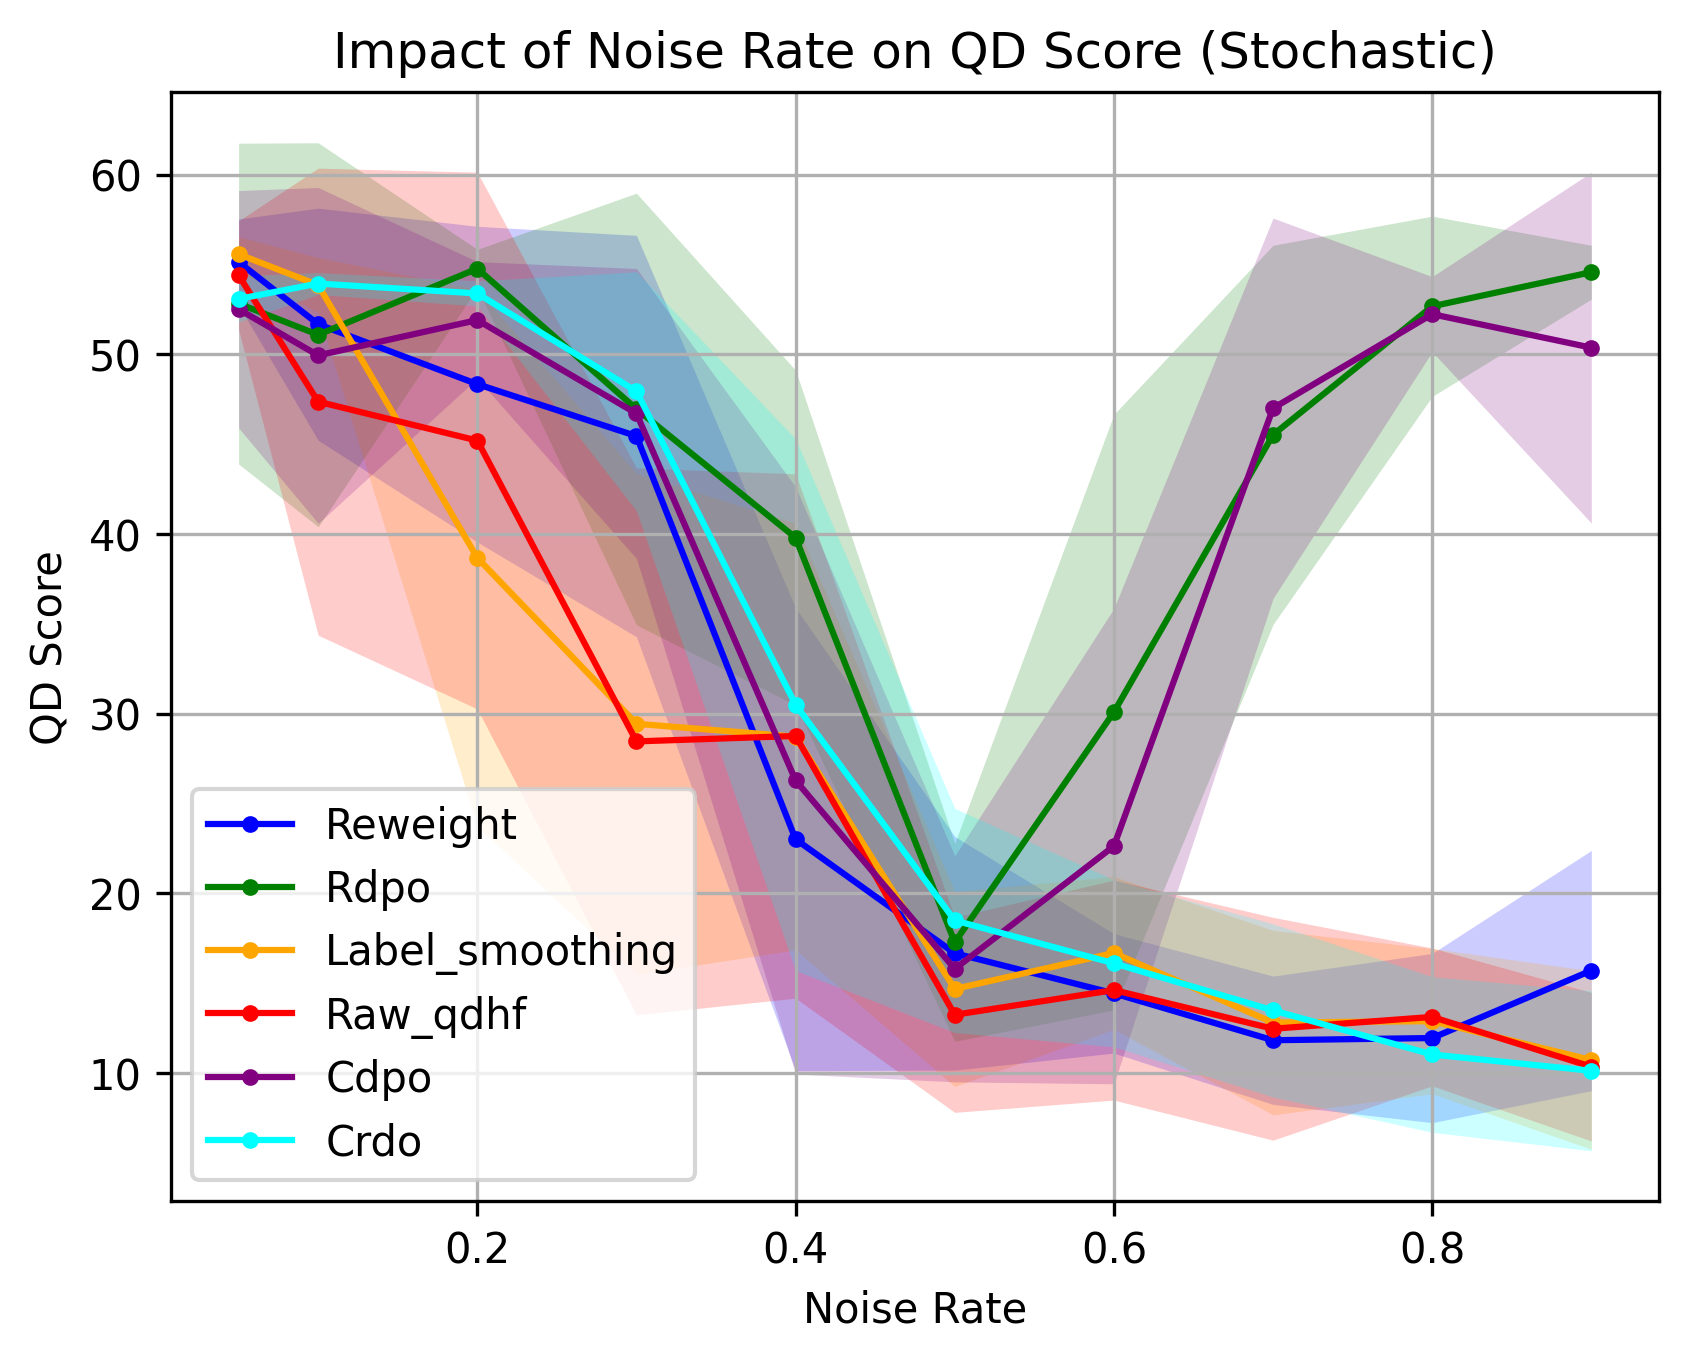 Impact of Noise Rate on QD Score (Stochastic)
60
50
40
30
20
10
QD Score
Reweight
Rdpo
Label_smoothing
Raw_qdhf
Cdpo
Crdo
0.2
0.4
0.6
0.8
Noise Rate